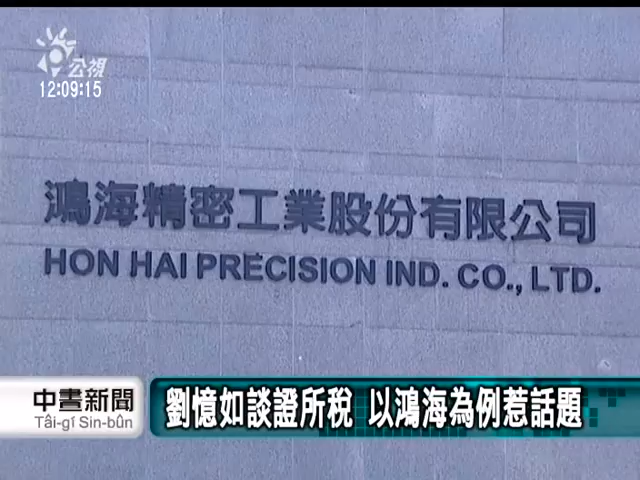 公視
12:09:15
鴻海精密工業股份有限公司
HON HAI PRECISION IND. CO., LTD.
中晝新聞
Tâi-gí Sin-bûn
劉憶如談證所稅 以鴻海為例惹話題